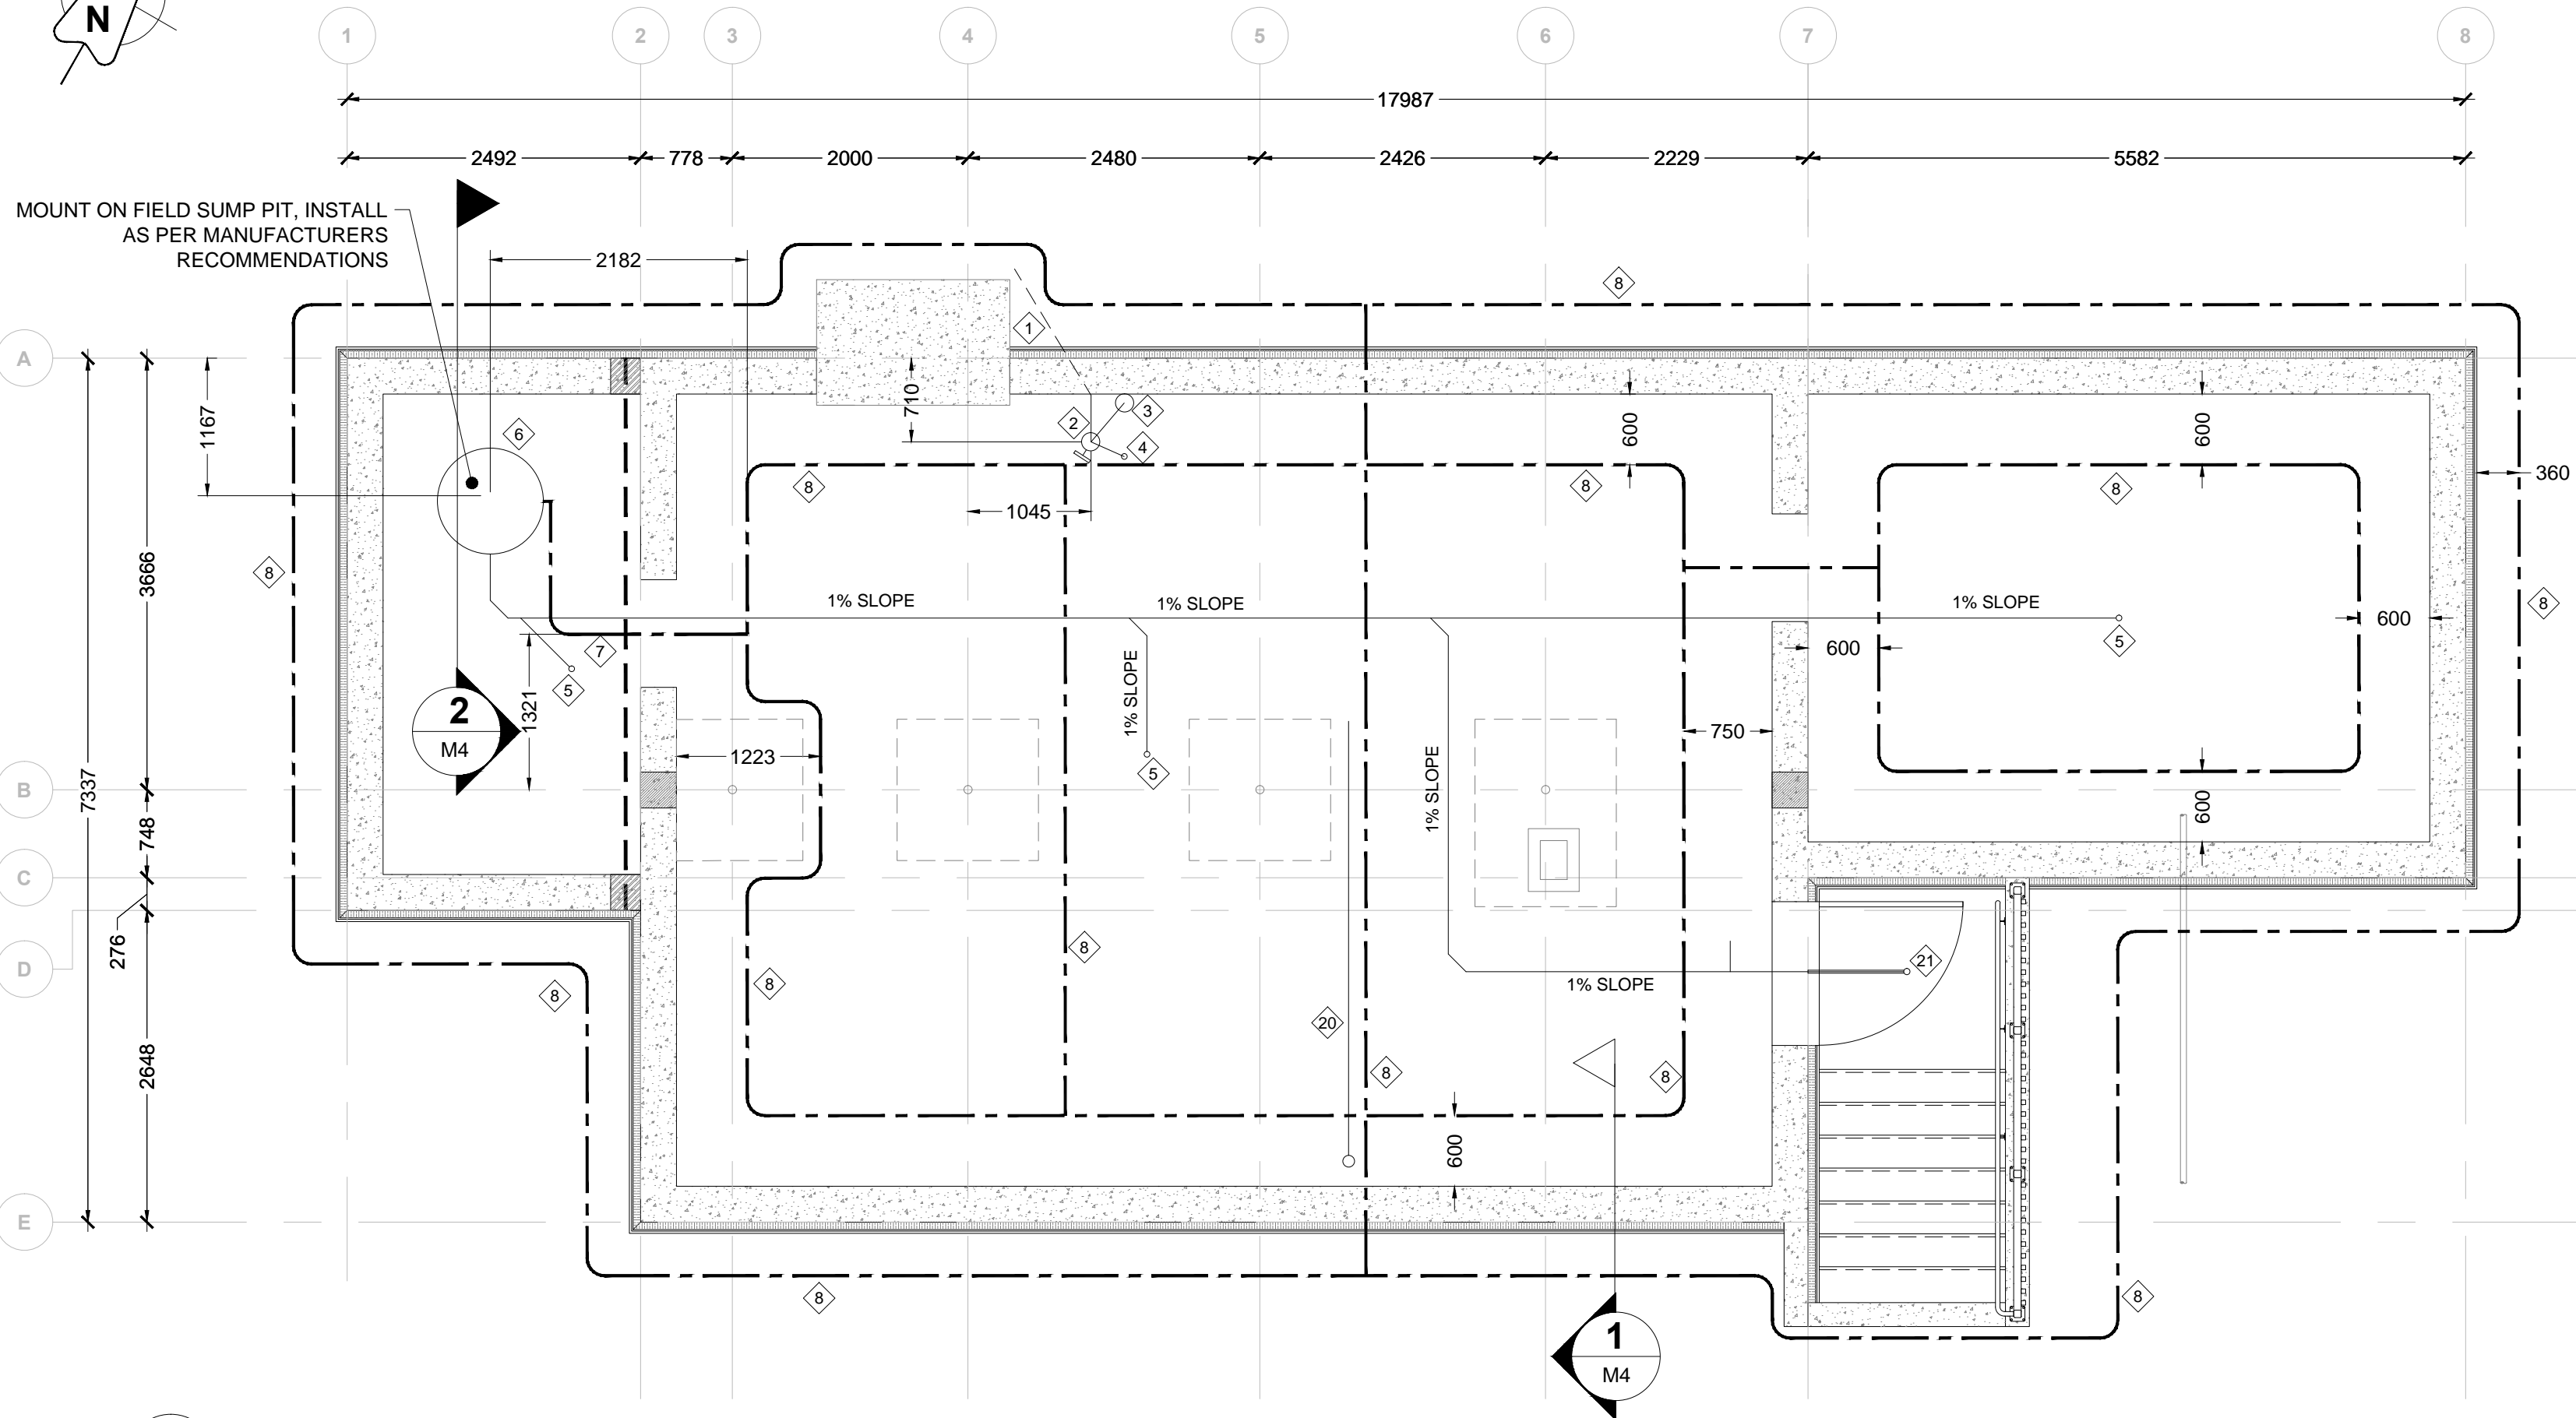 N
1 2 3 4 5 6 7 8
17987
2492 778 2000 2480 2426 2229 5582
MOUNT ON FIELD SUMP PIT, INSTALL
AS PER MANUFACTURERS
RECOMMENDATIONS
2182
8
1
A
1167
710
3
2
4
6
600
600
360
8
8
8
1045
8
3666
8
1% SLOPE
1% SLOPE
1% SLOPE
600
5
600
7
5
1321
1% SLOPE
2
M4
750
1223
5
1% SLOPE
B
7337
748
600
C
276
D
8
8
8
21
1% SLOPE
20
2648
8
8
600
E
8
8
1
M4